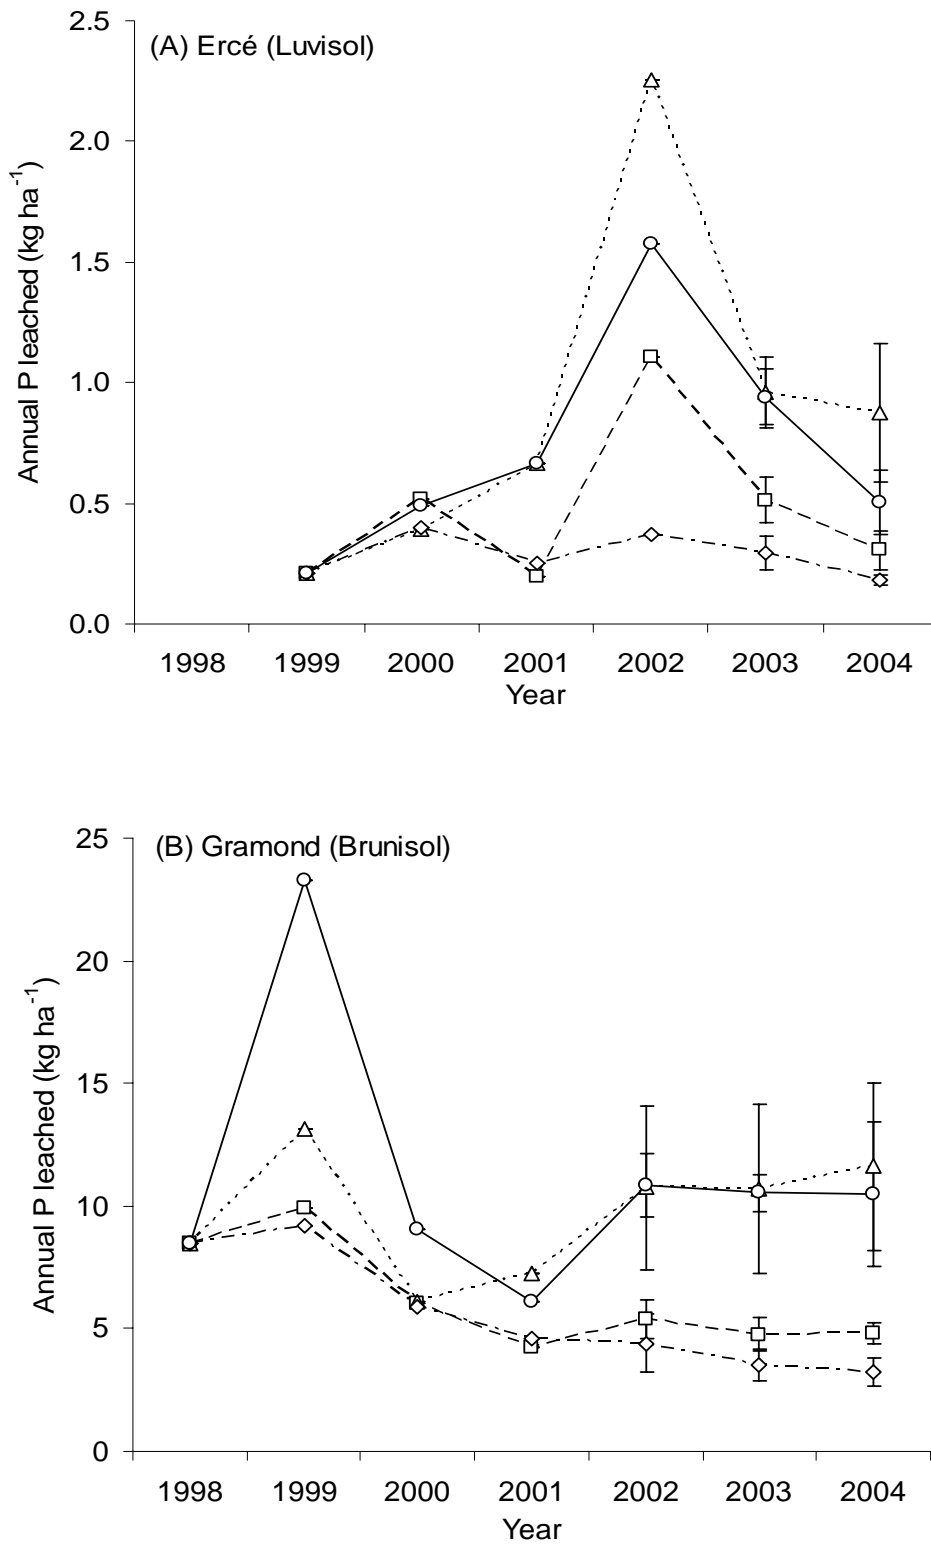 (A) Ercé (Luvisol)
Annual P leached (kg ha⁻¹)
2.5
2.0
1.5
1.0
0.5
0.0
1998 1999 2000 2001 2002 2003 2004
Year
(B) Gramond (Brunisol)
Annual P leached (kg ha⁻¹)
25
20
15
10
5
0
1998 1999 2000 2001 2002 2003 2004
Year